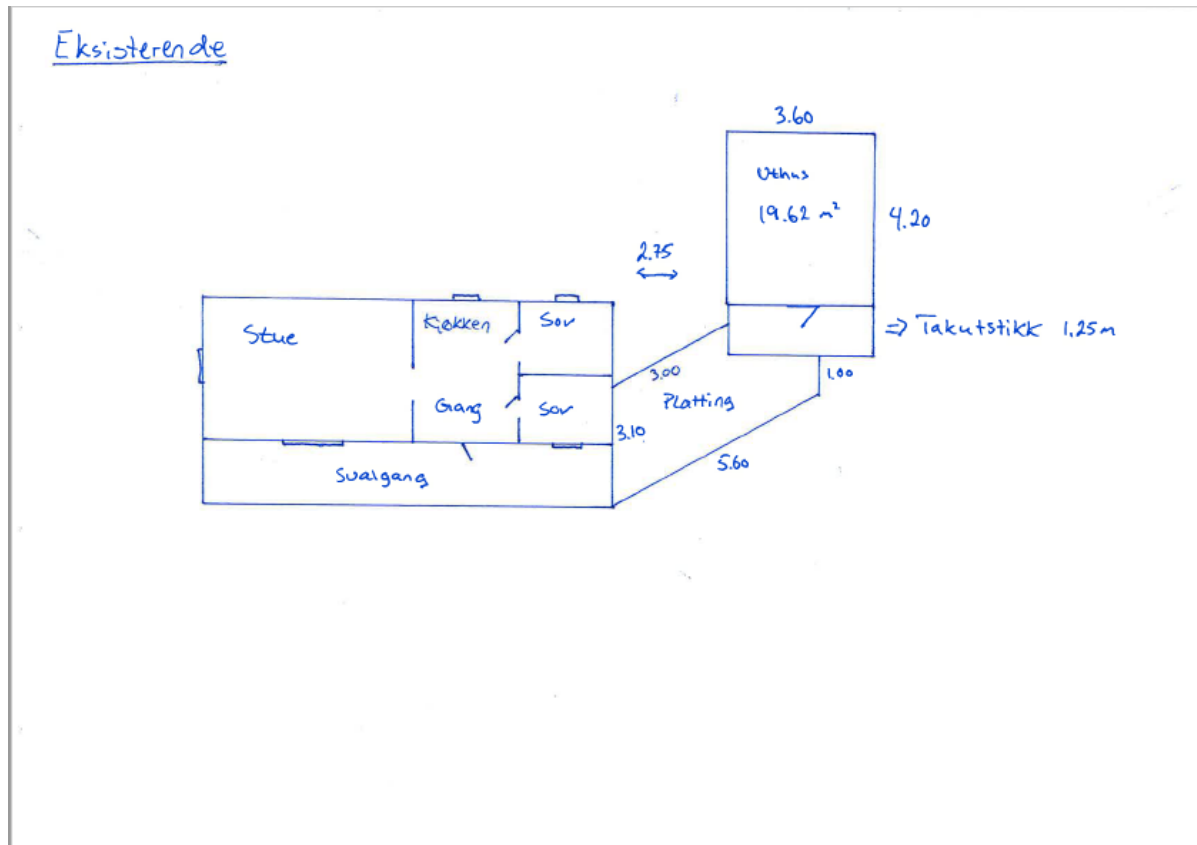 Eksisterende
3.60
Uthus
19.62 m²
4.20
2.75
Stue
Kjøkken
Sov
=> Takutstikk 1.25m
3.00
1.00
Platting
Gang
Sov
3.10
5.60
Svalgang